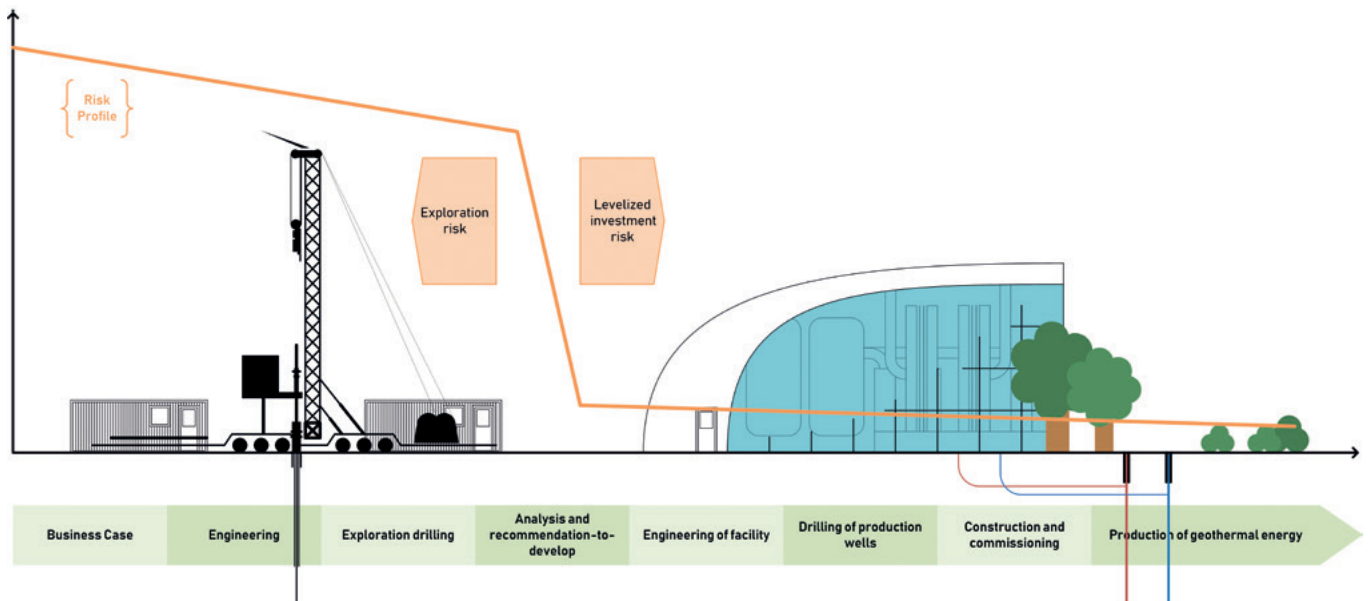 Risk
Profile
Exploration
risk
Levelized
investment
risk
Business Case
Engineering
Exploration drilling
Analysis and
recommendation-to-
develop
Engineering of facility
Drilling of production
wells
Construction and
commissioning
Production of geothermal energy